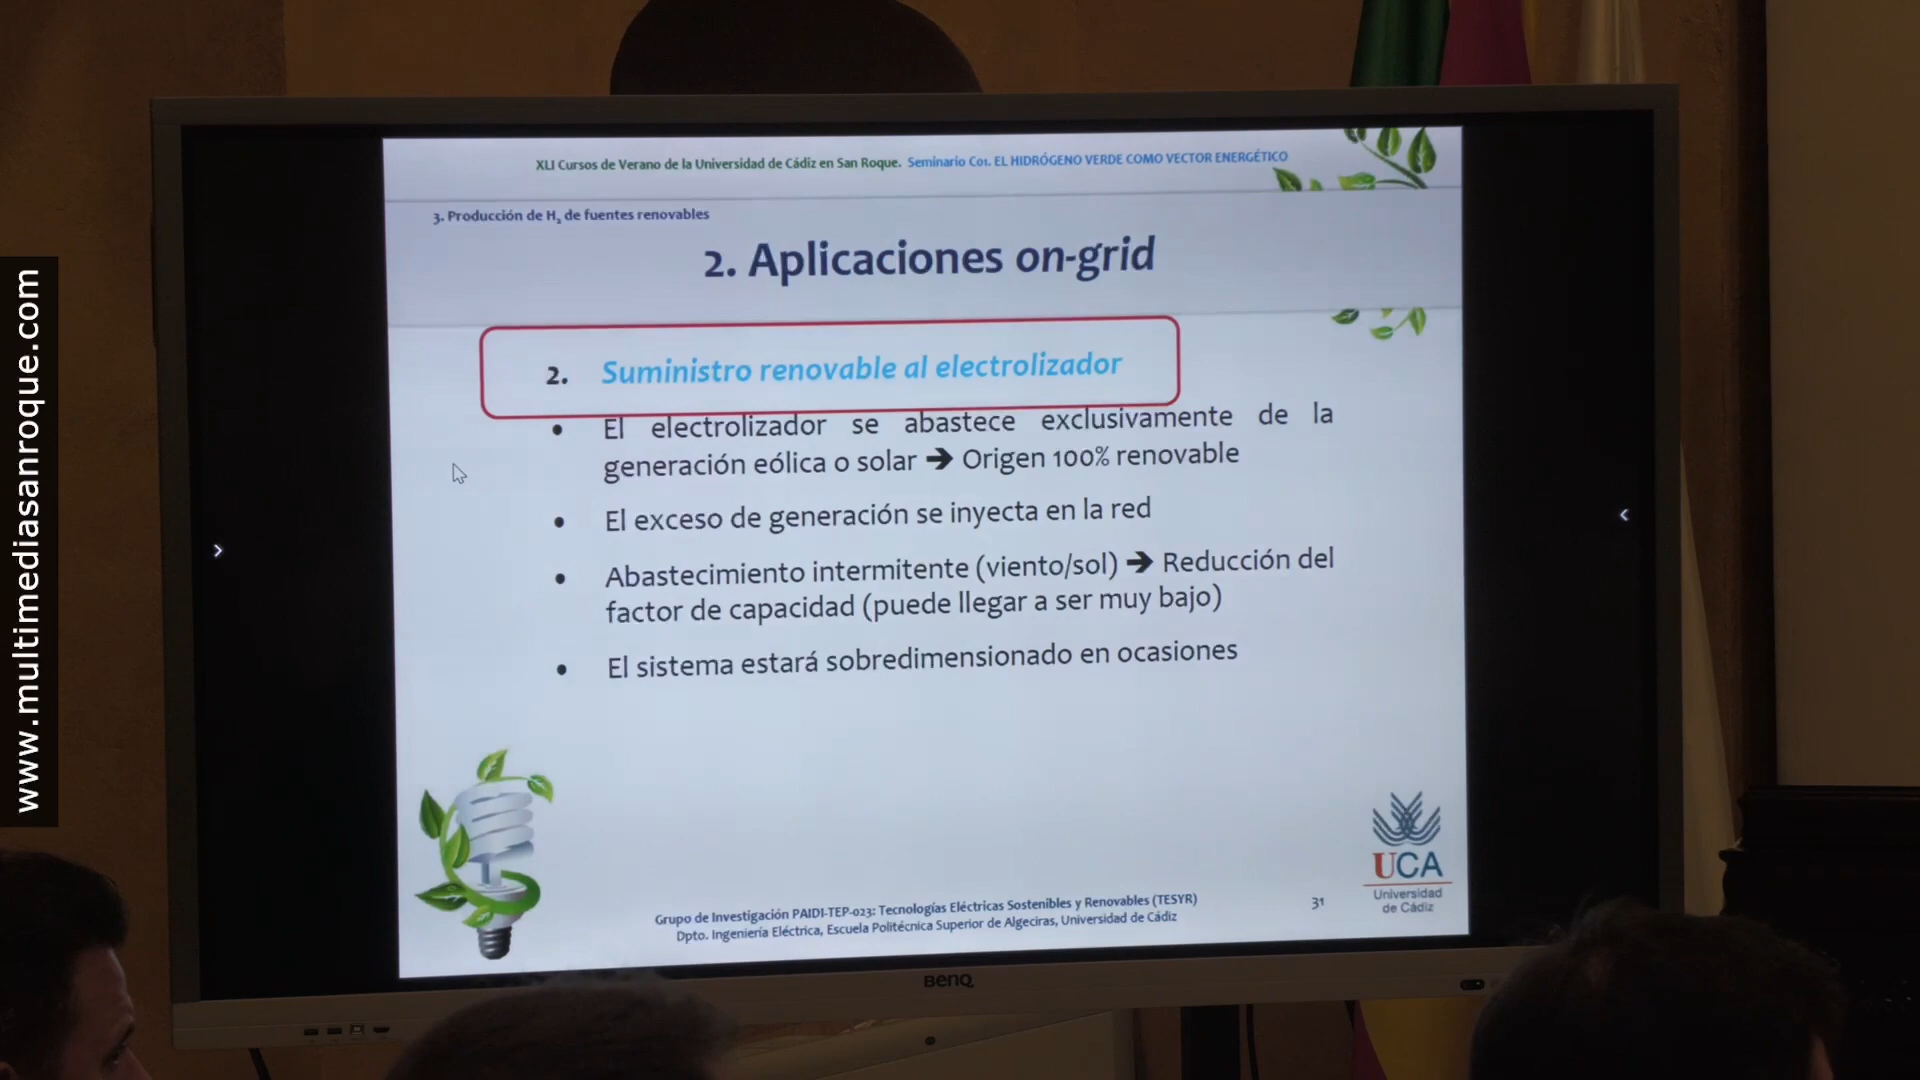 www.multimediasanroque.com
XLI Cursos de Verano de la Universidad de Cádiz en San Roque. Seminario C01. EL HIDRÓGENO VERDE COMO VECTOR ENERGÉTICO
3. Producción de H₂ de fuentes renovables
2. Aplicaciones on-grid
2. Suministro renovable al electrolizador
• El electrolizador se abastece exclusivamente de la
generación eólica o solar ➔ Origen 100% renovable
• El exceso de generación se inyecta en la red
• Abastecimiento intermitente (viento/sol) ➔ Reducción del
factor de capacidad (puede llegar a ser muy bajo)
• El sistema estará sobredimensionado en ocasiones
Grupo de Investigación PAIDI-TEP-023: Tecnologías Eléctricas Sostenibles y Renovables (TESYR)
Dpto. Ingeniería Eléctrica, Escuela Politécnica Superior de Algeciras, Universidad de Cádiz
31
UCA
Universidad
de Cádiz
BenQ